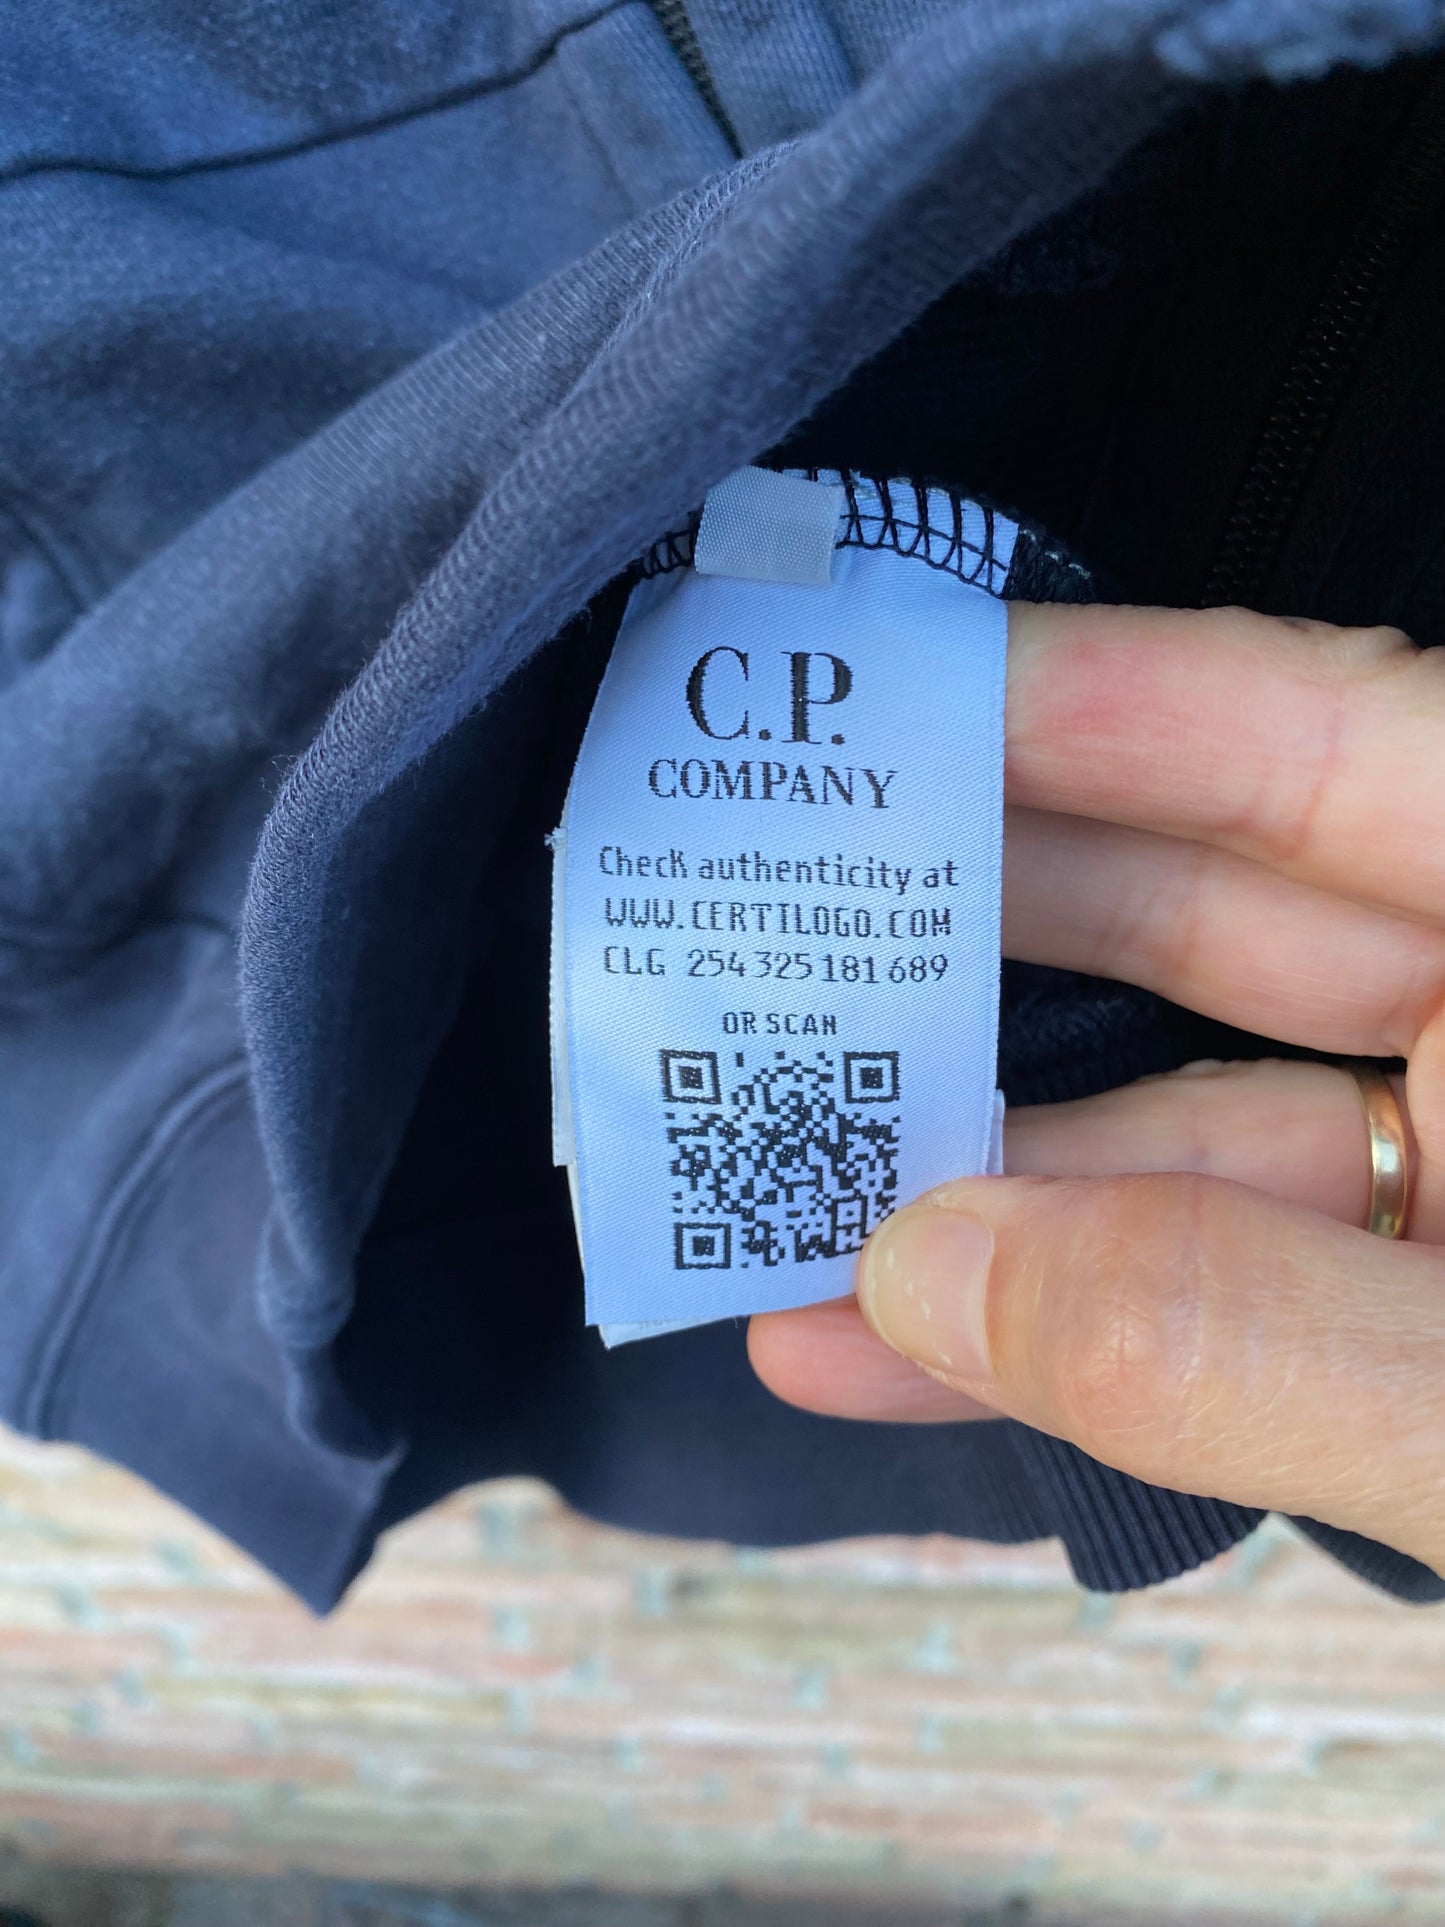 C.P.
COMPANY
Check authenticity at
WWW.CERTILOGO.COM
CLG 254 325 181 689
OR SCAN